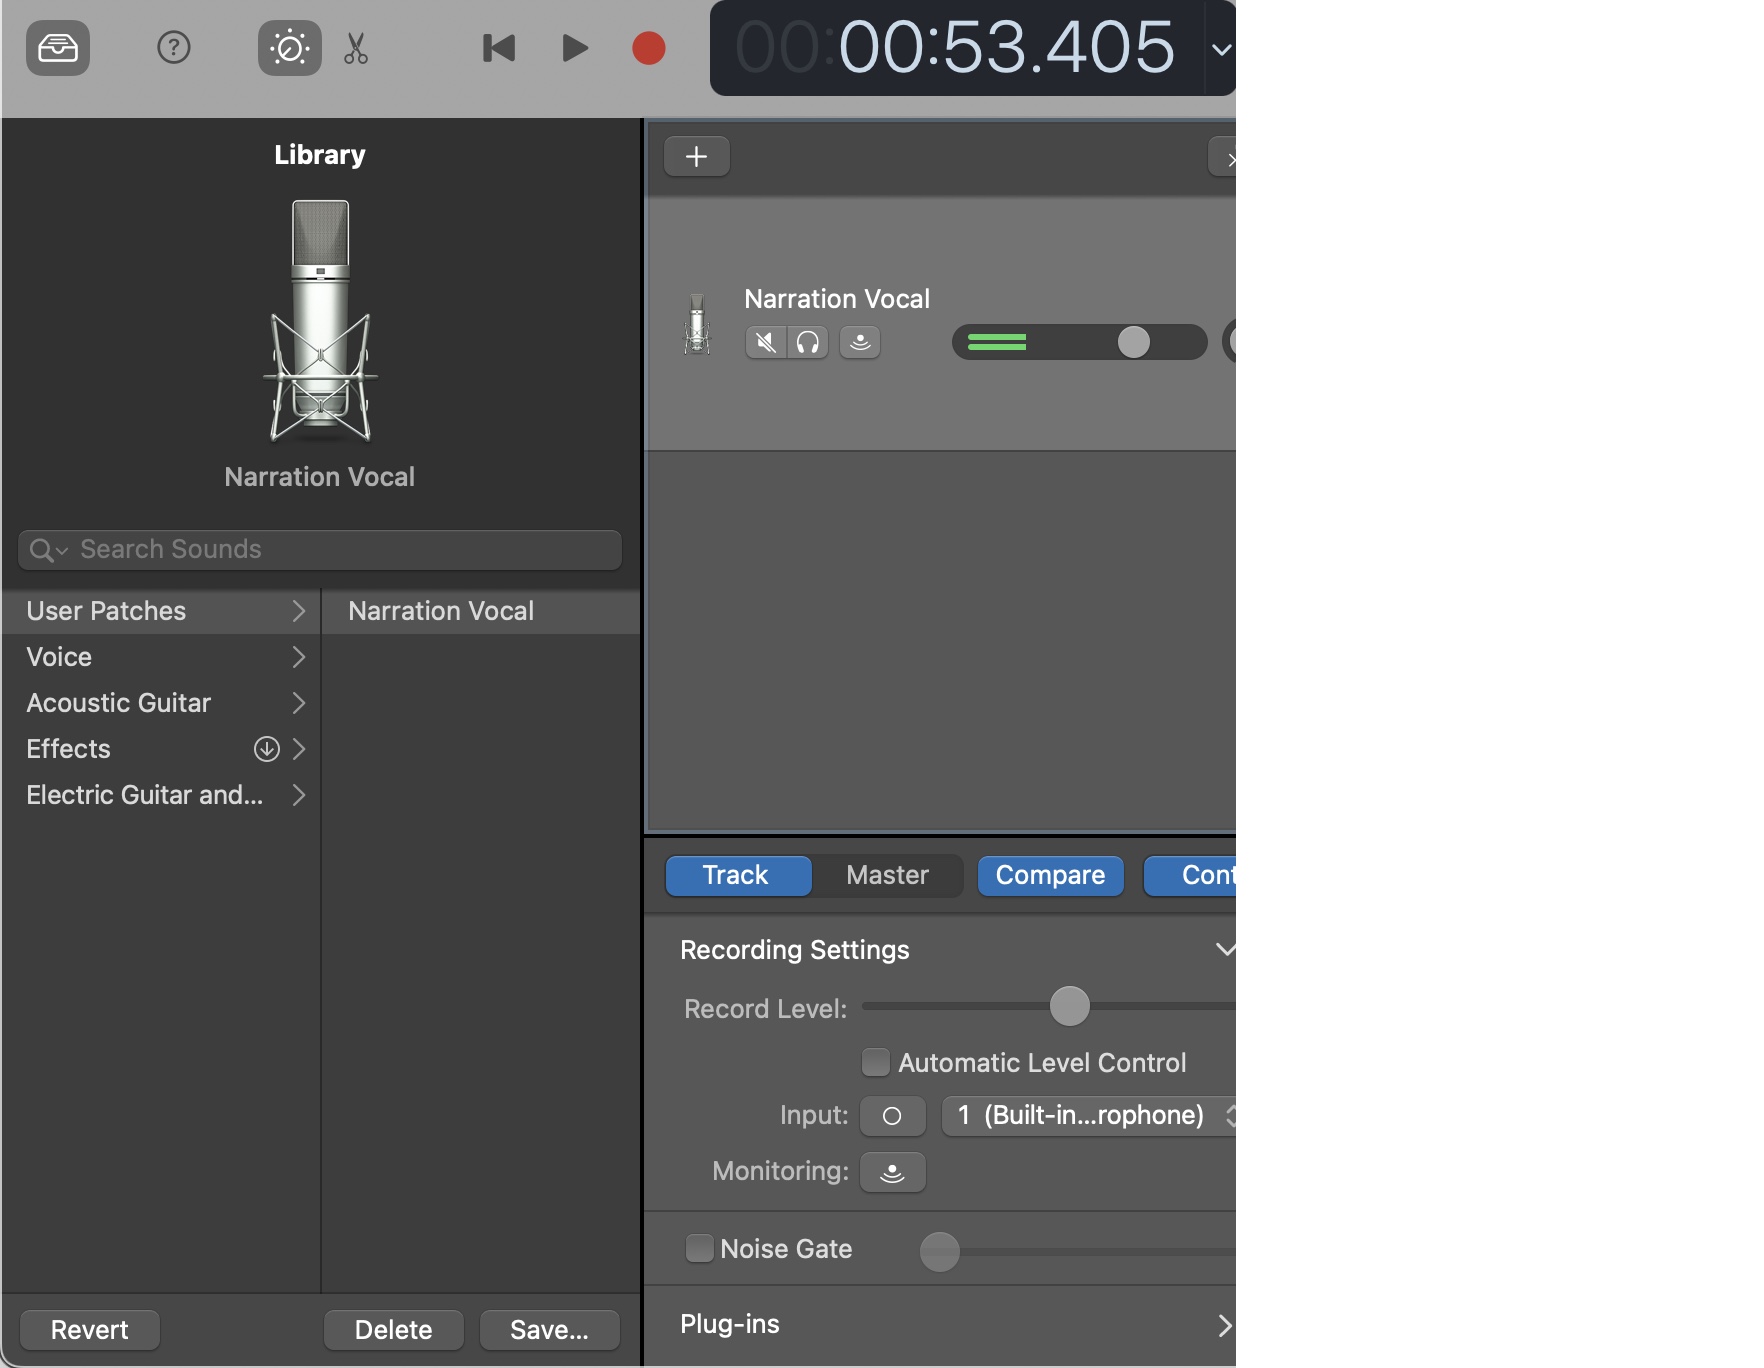 ?
00:00:53.405
Library
Narration Vocal
Search Sounds
User Patches
Voice
Acoustic Guitar
Effects
Electric Guitar and...
Narration Vocal
Revert
Delete
Save...
Narration Vocal
Track
Master
Compare
Cont
Recording Settings
Record Level:
Automatic Level Control
Input:
1 (Built-in...rophone)
Monitoring:
Noise Gate
Plug-ins